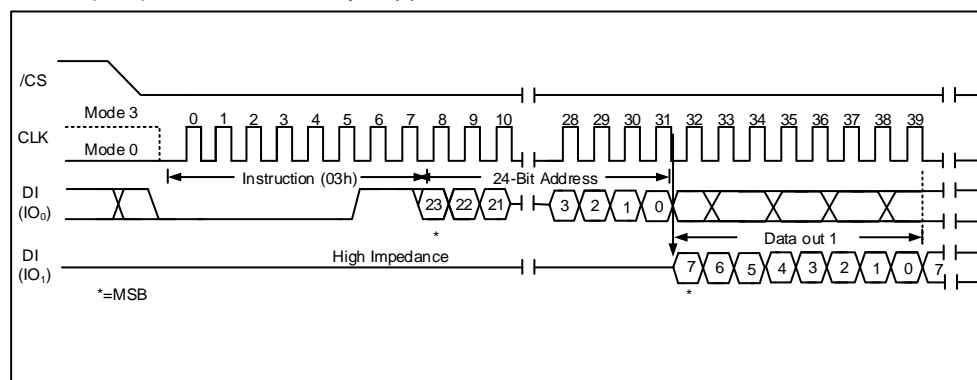 /CS
Mode 3
CLK
0 1 2 3 4 5 6 7 8 9 10 28 29 30 31 32 33 34 35 36 37 38 39
Mode 0
Instruction (03h) 24-Bit Address
DI
(IO₀)
23 22 21 3 2 1 0
*
Data out 1
DI
(IO₁)
High Impedance
7 6 5 4 3 2 1 0 7
*=MSB
*